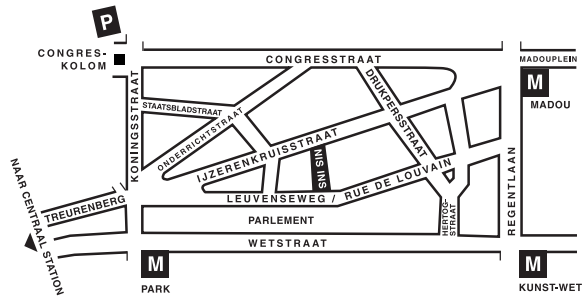 P
CONGRES-
KOLOM
CONGRESSTRAAT
MADOUPLEIN
M
MADOU
KONINGSSTRAAT
STAATSBLADSTRAAT
ONDERRICHTSTRAAT
DRUKPERSSTRAAT
IJZERENKRUISSTRAAT
NIS INS
LEUVENSEWEG / RUE DE LOUVAIN
REGENTLAAN
TREURENBERG
NAAR CENTRAAL STATION
PARLEMENT
HERTOG-
STRAAT
WETSTRAAT
M
PARK
M
KUNST-WET